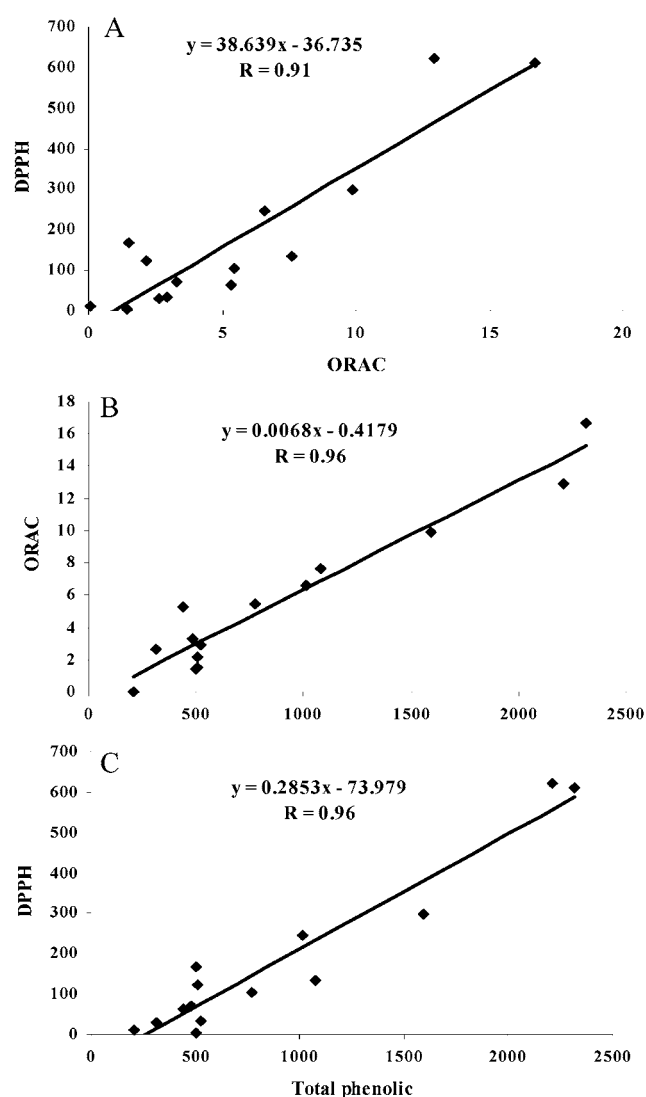 A
700
y = 38.639x - 36.735
600
R = 0.91
500
400
DPPH
300
200
100
0
0 5 10 15 20
ORAC
B
18
16
y = 0.0068x - 0.4179
R = 0.96
14
12
10
ORAC
8
6
4
2
0
0 500 1000 1500 2000 2500
C
700
y = 0.2853x - 73.979
600
R = 0.96
500
400
DPPH
300
200
100
0
0 500 1000 1500 2000 2500
Total phenolic